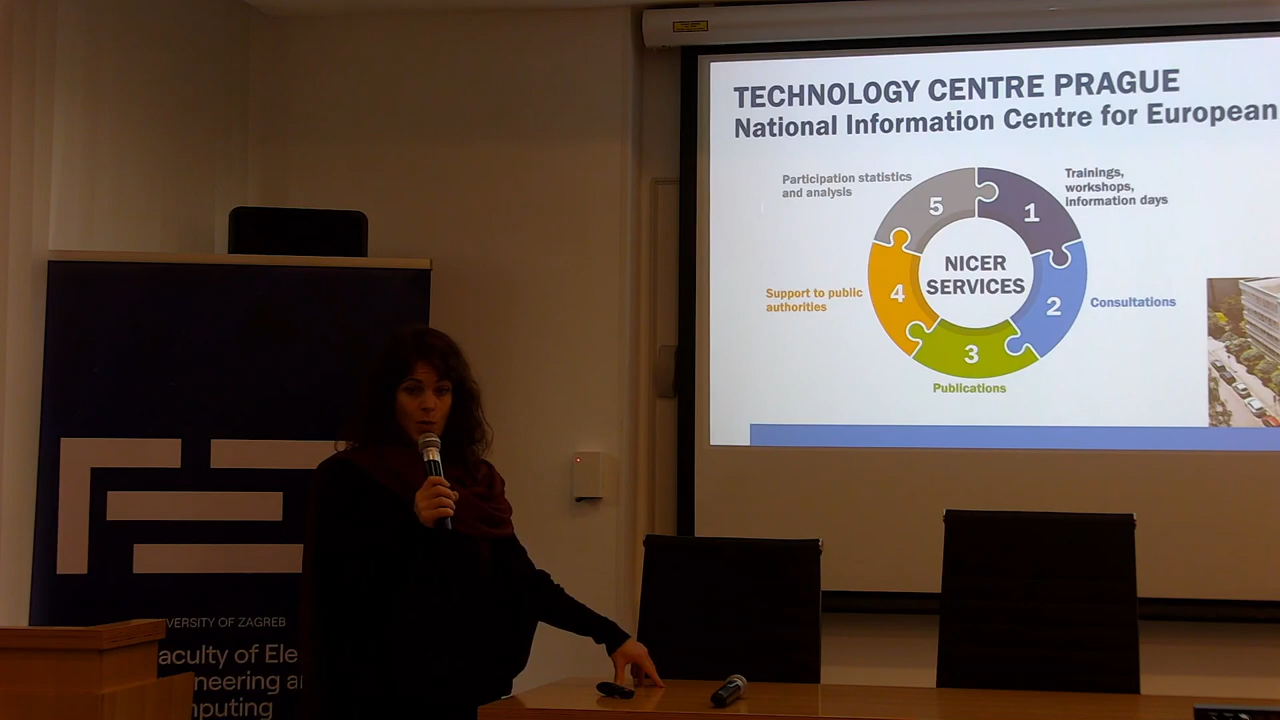 TECHNOLOGY CENTRE PRAGUE
National Information Centre for European
Participation statistics
and analysis
Trainings,
workshops,
information days
5
1
NICER
SERVICES
Support to public
authorities
4
2
Consultations
3
Publications
VERSITY OF ZAGREB
aculty of Ele
neering a
mputing